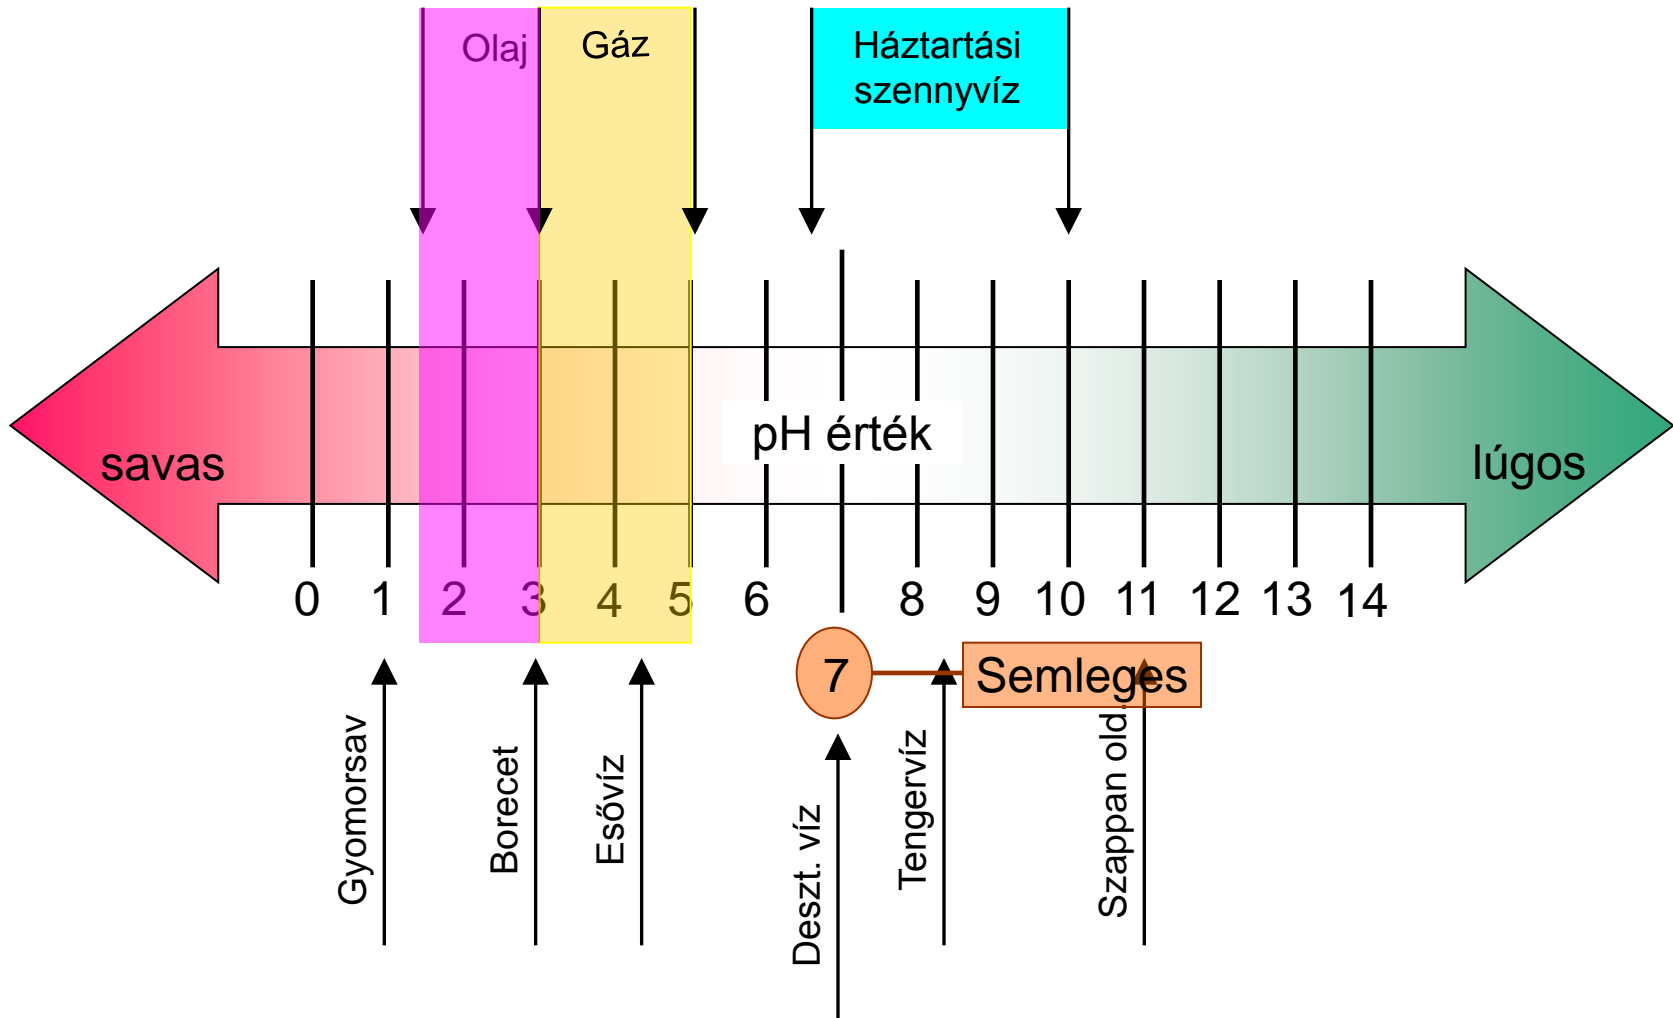 Olaj
Gáz
Háztartási
szennyvíz
savas
pH érték
lúgos
0 1 2 3 4 5 6 8 9 10 11 12 13 14
7
Semleges
Gyomorsav
Borecet
Esővíz
Deszt. víz
Tengervíz
Szappan old.